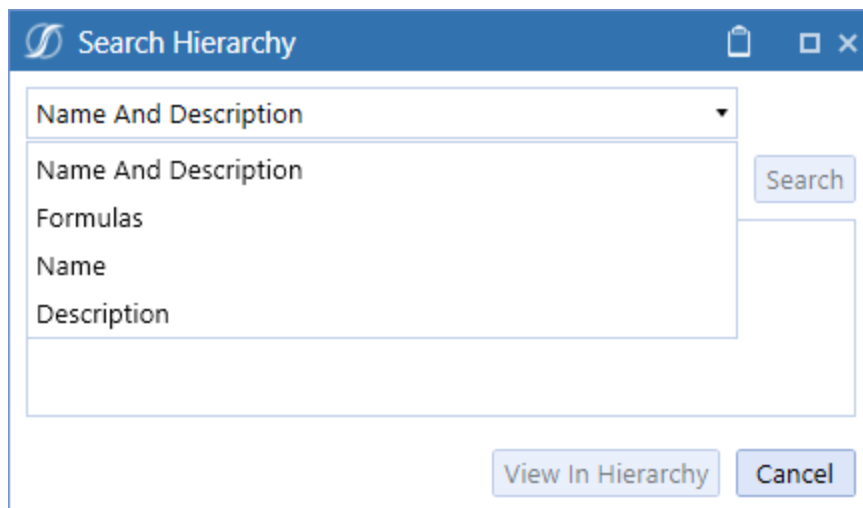 Search Hierarchy
Name And Description
Name And Description
Search
Formulas
Name
Description
View In Hierarchy
Cancel